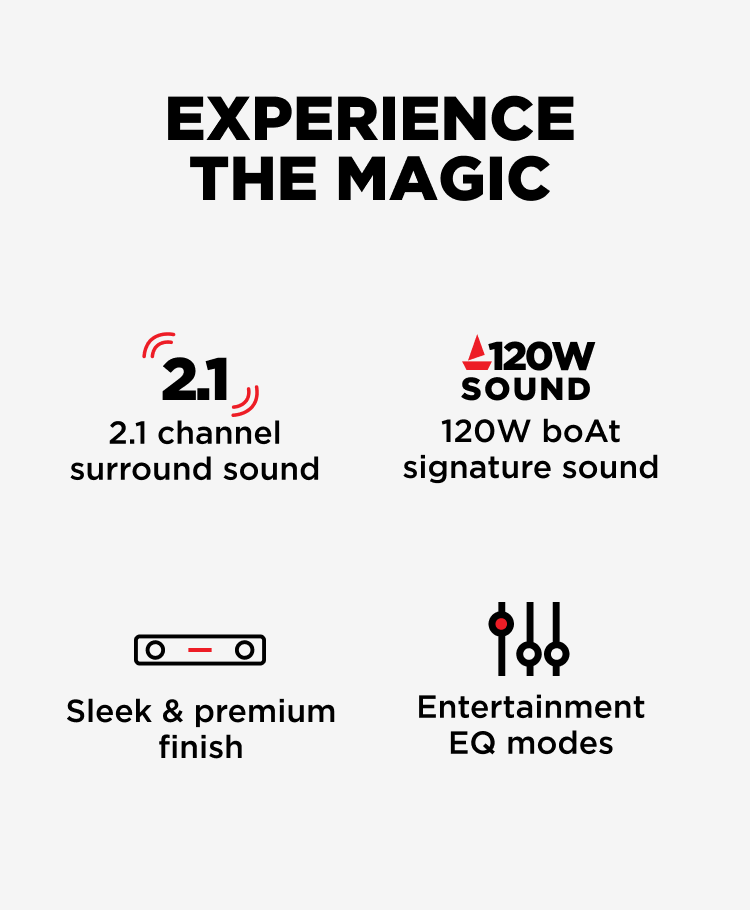 EXPERIENCE
THE MAGIC
2.1
2.1 channel
surround sound
120W
SOUND
120W boAt
signature sound
Sleek & premium
finish
Entertainment
EQ modes